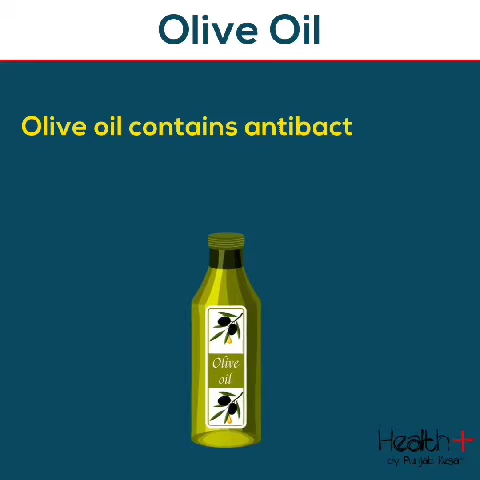 Olive Oil
Olive oil contains antibact
Olive
oil
Health+
by Punjab Kesari